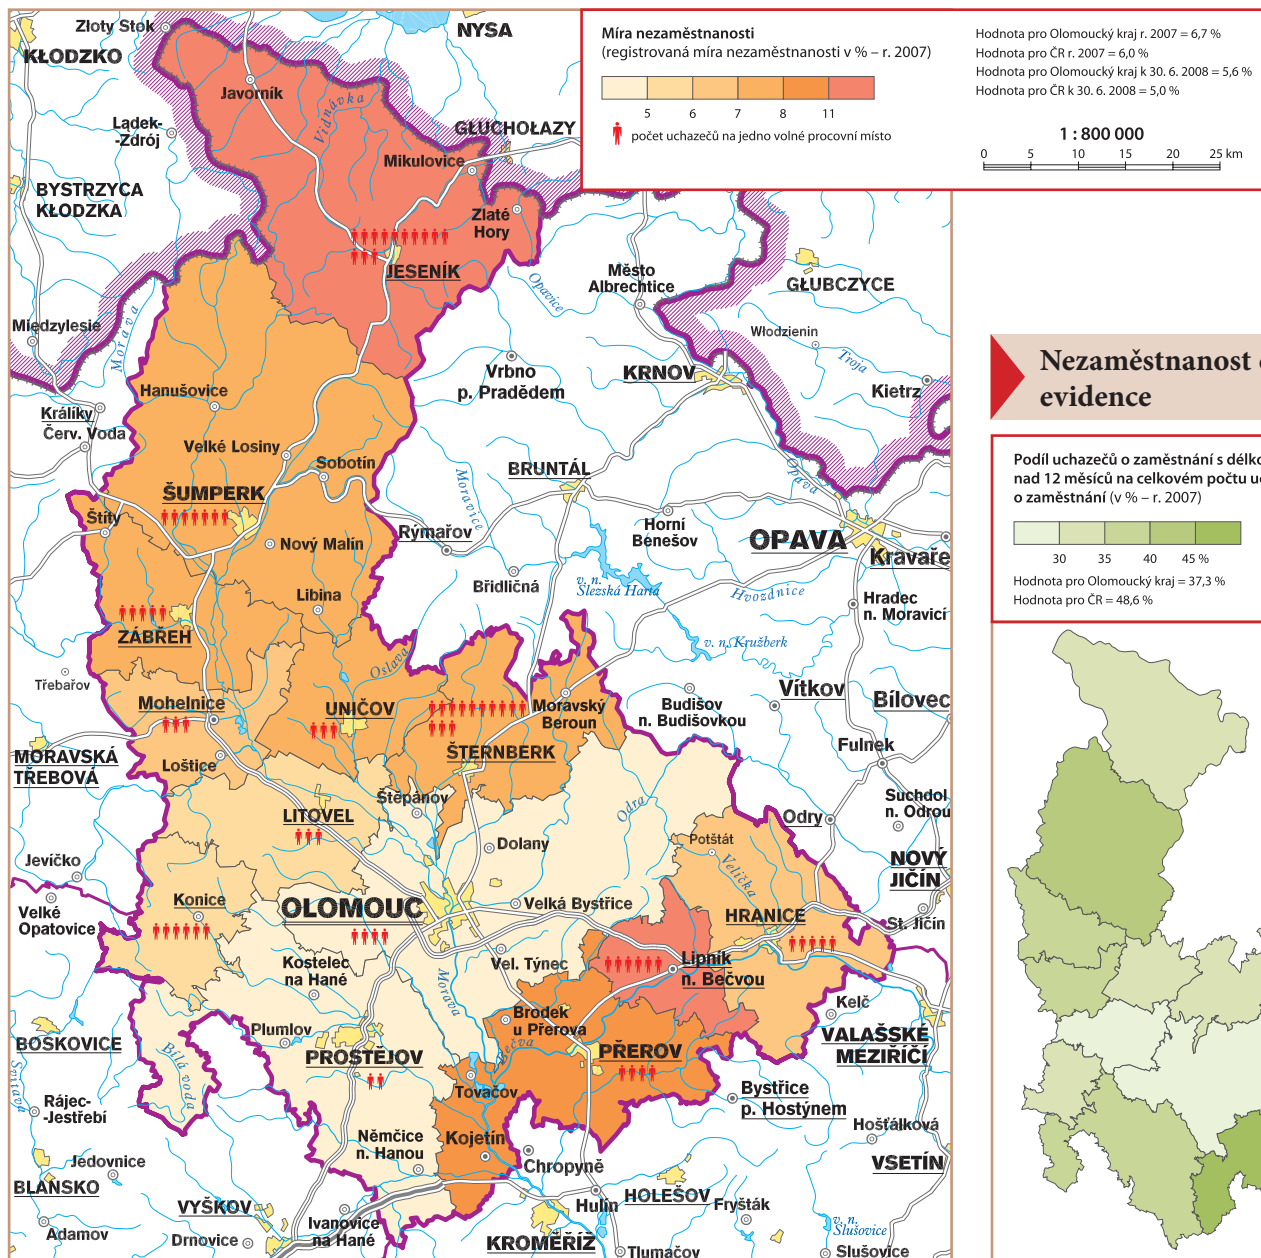 Złoty Stok
NYSA
KŁODZKO
Javorník
Vidnávka
Lądek-
-Zdrój
GŁUCHOŁAZY
Mikulovice
BYSTRZYCA
KŁODZKA
Zlaté
Hory
JESENÍK
Město
Albrechtice
Opavice
GŁUBCZYCE
Międzylesie
Morava
Włodzienin
Troja
Vrbno
p. Pradědem
KRNOV
Kietrz
Hanušovice
Králíky
Červ. Voda
Velké Losiny
Sobotín
BRUNTÁL
Opava
Moravice
ŠUMPERK
Štíty
Rýmařov
Horní
Benešov
OPAVA
Kravaře
Nový Malín
Břidličná
v. n.
Slezská Harta
Hvozdnice
Libina
Hradec
n. Moravicí
ZÁBŘEH
v. n. Kružberk
Oslava
Třebařov
Mohelnice
UNIČOV
Moravský
Beroun
Budišov
n. Budišovkou
Vítkov
Bílovec
MORAVSKÁ
TŘEBOVÁ
Loštice
ŠTERNBERK
Fulnek
Štěpánov
Suchdol
n. Odrou
LITOVEL
Odra
Odry
Dolany
Potštát
Jevíčko
Velička
NOVÝ
JIČÍN
Velké
Opatovice
Konice
OLOMOUC
Velká Bystřice
HRANICE
St. Jičín
Kostelec
na Hané
Vel. Týnec
Lipník
n. Bečvou
Morava
Kelč
Brodek
u Přerova
BOSKOVICE
Plumlov
PROSTĚJOV
Bečva
PŘEROV
VALAŠSKÉ
MEZIŘÍČÍ
Bílá voda
Svitava
Tovačov
Bystřice
p. Hostýnem
Rájec-
-Jestřebí
Hošťálková
Němčice
n. Hanou
Kojetín
Chropyně
Jedovnice
VSETÍN
BLANSKO
VYŠKOV
Hulín
HOLEŠOV
Fryšták
Ivanovice
na Hané
Adamov
Drnovice
KROMĚŘÍŽ
v. n.
Slušovice
Tlumačov
Slušovice
Míra nezaměstnanosti
(registrovaná míra nezaměstnanosti v % – r. 2007)
5 6 7 8 11
počet uchazečů na jedno volné procovní místo
Hodnota pro Olomoucký kraj r. 2007 = 6,7 %
Hodnota pro ČR r. 2007 = 6,0 %
Hodnota pro Olomoucký kraj k 30. 6. 2008 = 5,6 %
Hodnota pro ČR k 30. 6. 2008 = 5,0 %
1 : 800 000
0 5 10 15 20 25 km
Nezaměstnanost
evidence
Podíl uchazečů o zaměstnání s délko
nad 12 měsíců na celkovém počtu uc
o zaměstnání (v % – r. 2007)
30 35 40 45 %
Hodnota pro Olomoucký kraj = 37,3 %
Hodnota pro ČR = 48,6 %